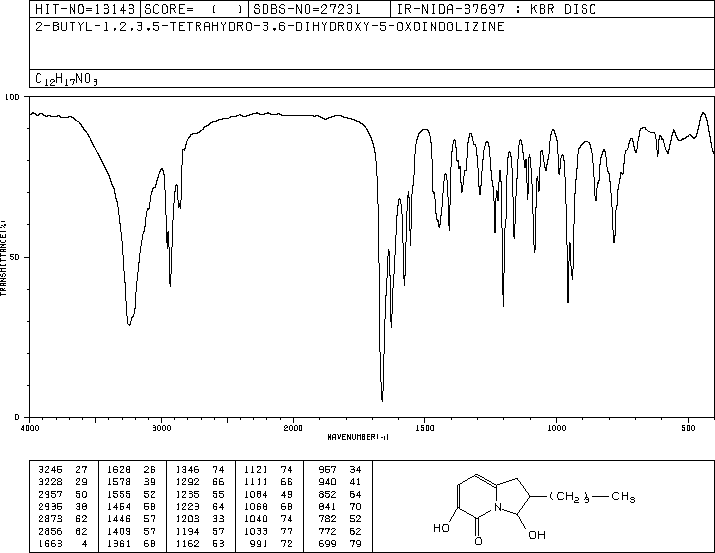 HIT-NO=13143 SCORE= ( ) SDBS-NO=27231 IR-NIDA-37697 : KBR DISC
2-BUTYL-1,2,3,5-TETRAHYDRO-3,6-DIHYDROXY-5-OXOINDOLIZINE
C12H17NO3
100
50
0
TRANSMITTANCE(%)
4000 3000 2000 1500 1000 500
WAVENUMBER(-1)
3245 27 1628 26 1346 74 1121 74 957 34
3228 29 1578 39 1292 66 1111 66 940 41
2957 50 1555 52 1235 55 1084 49 852 64
2935 38 1454 58 1223 64 1068 68 841 70
2873 62 1446 57 1203 33 1040 74 782 52
2856 62 1409 57 1194 57 1033 77 772 62
1663 4 1361 68 1162 53 991 72 699 79
(CH2)3 CH3
N
HO
O
OH